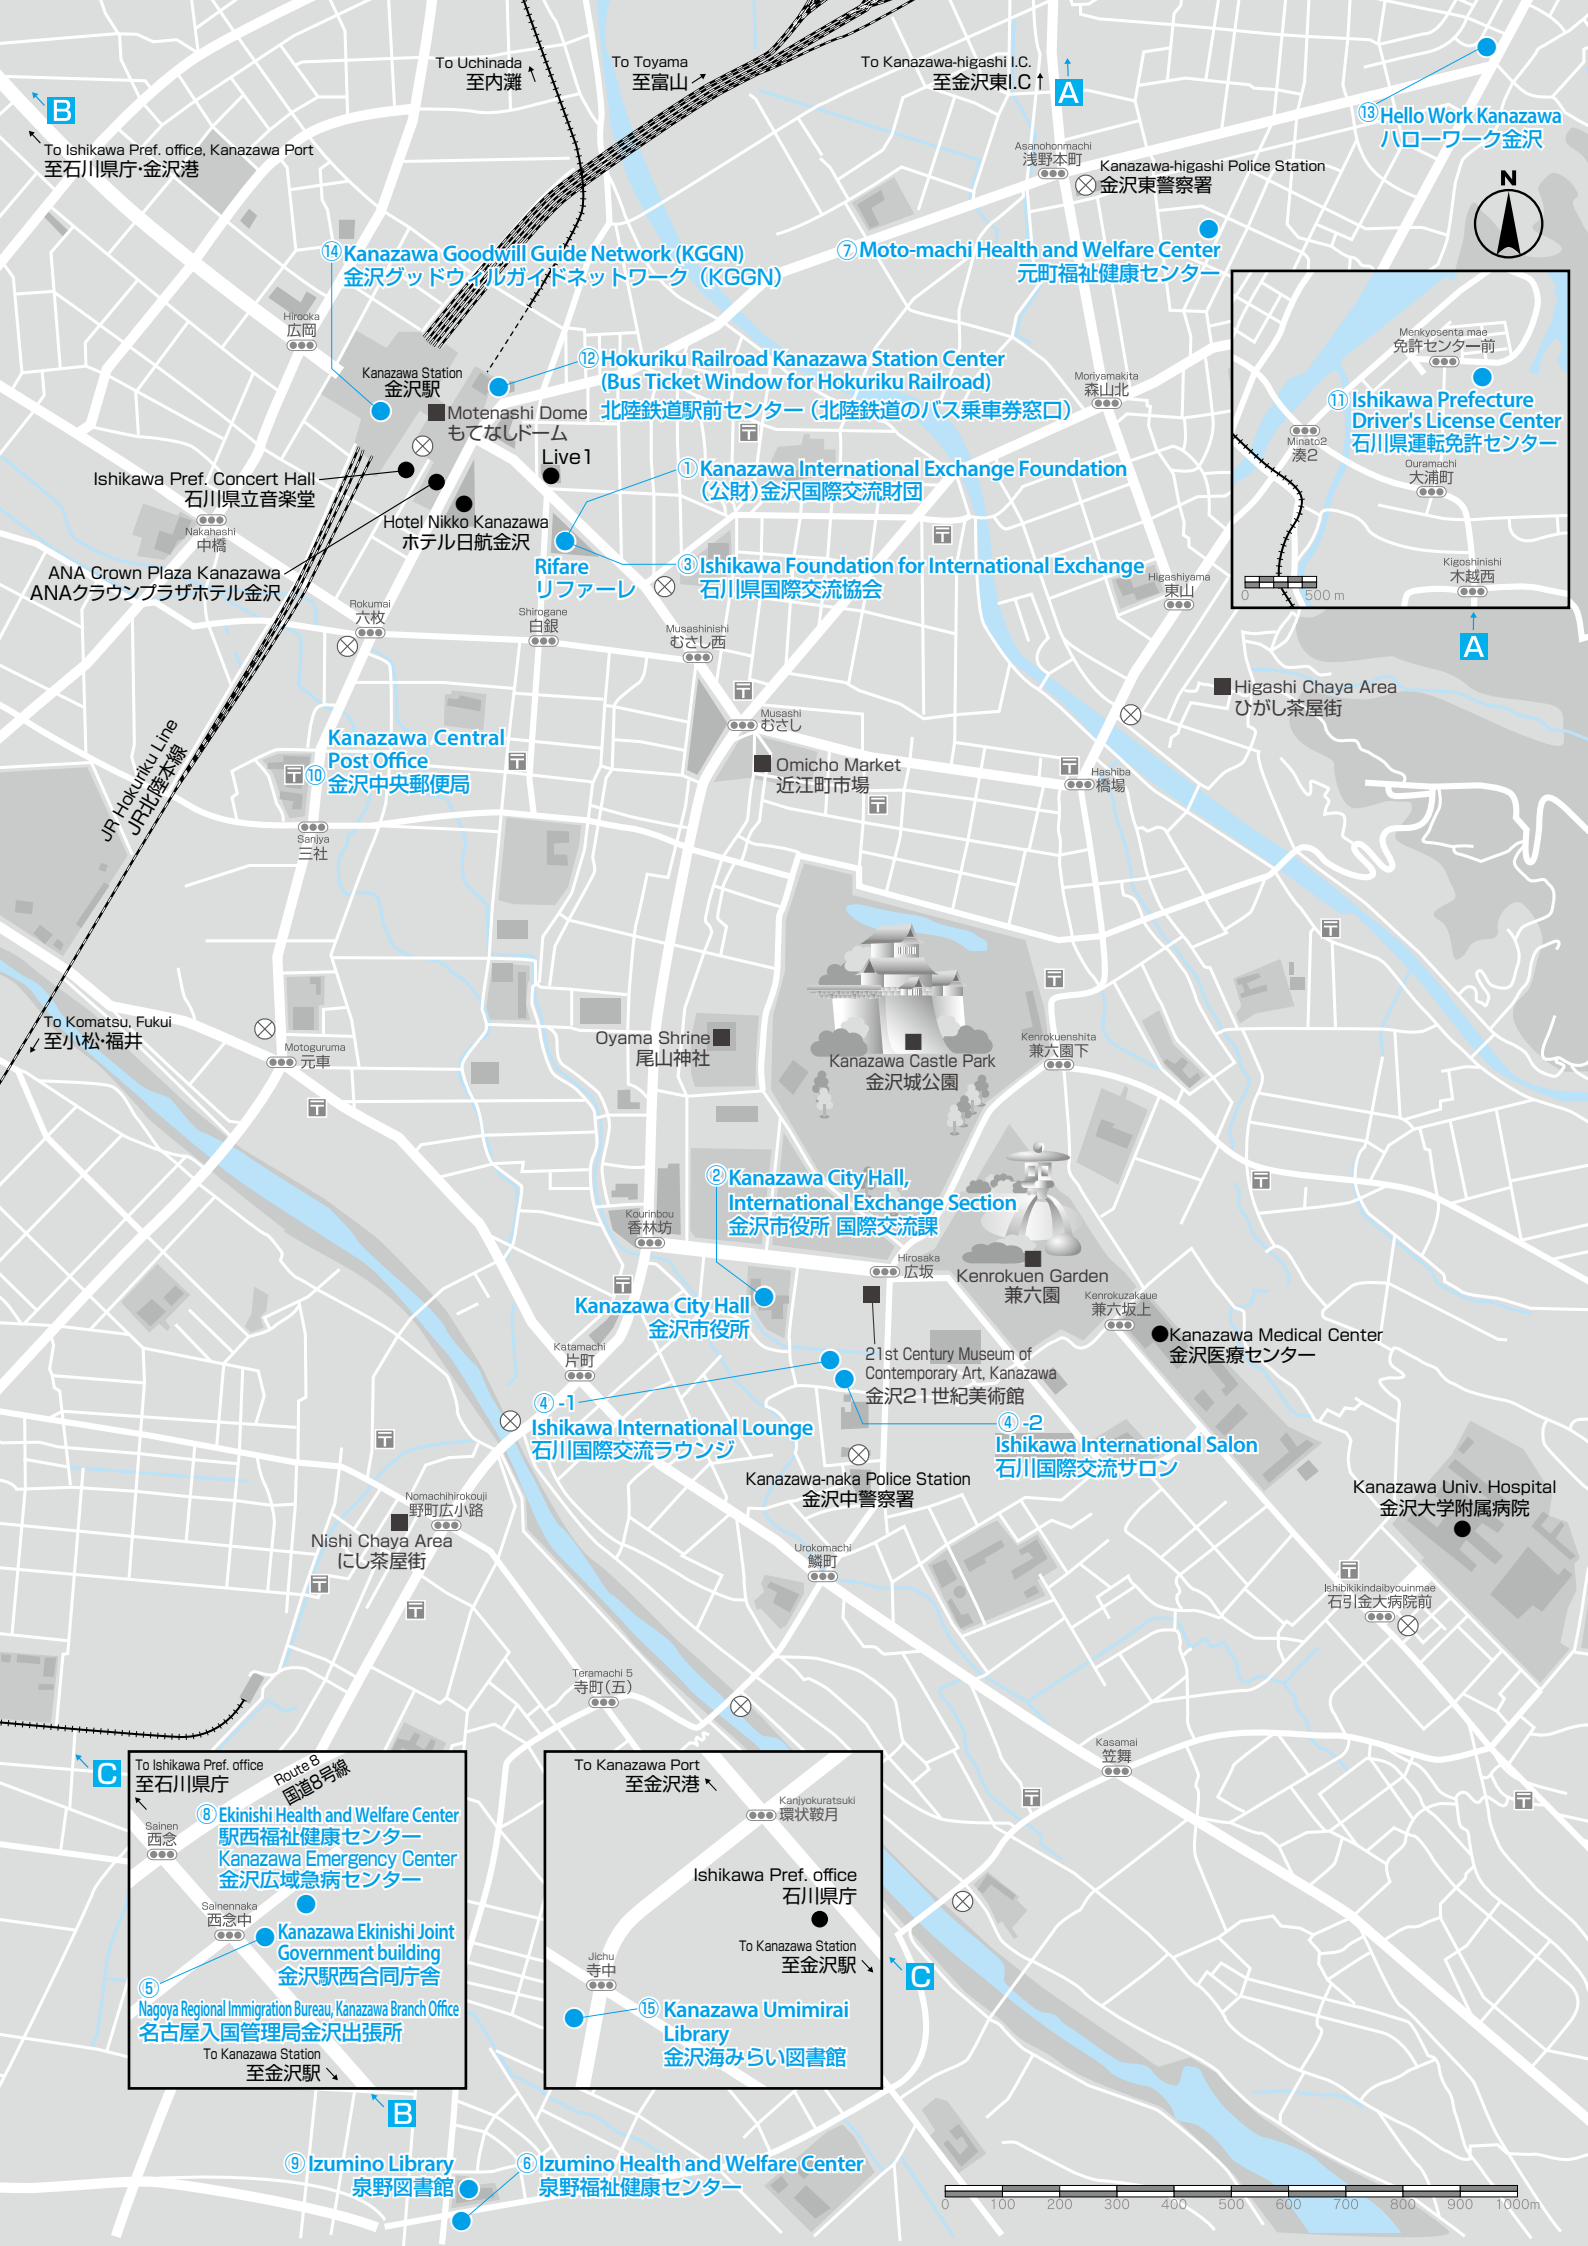 To Uchinada
至内灘
To Toyama
至富山
To Kanazawa-higashi I.C.
至金沢東I.C
A
B
To Ishikawa Pref. office, Kanazawa Port
至石川県庁・金沢港
⑬ Hello Work Kanazawa
ハローワーク金沢
Asanohonmachi
浅野本町
Kanazawa-higashi Police Station
金沢東警察署
N
⑭ Kanazawa Goodwill Guide Network (KGGN)
金沢グッドウィルガイドネットワーク（KGGN）
⑦ Moto-machi Health and Welfare Center
元町福祉健康センター
Hirooka
広岡
Kanazawa Station
金沢駅
⑫ Hokuriku Railroad Kanazawa Station Center
(Bus Ticket Window for Hokuriku Railroad)
北陸鉄道駅前センター（北陸鉄道のバス乗車券窓口）
Motenashi Dome
もてなしドーム
Moriyamakita
森山北
Menkyosenta mae
免許センター前
⑪ Ishikawa Prefecture
Driver's License Center
石川県運転免許センター
Minato2
湊2
Ouramachi
大浦町
Kigoshinishi
木越西
0 500 m
A
Live1
Ishikawa Pref. Concert Hall
石川県立音楽堂
① Kanazawa International Exchange Foundation
（公財）金沢国際交流財団
Nakahashi
中橋
Hotel Nikko Kanazawa
ホテル日航金沢
ANA Crown Plaza Kanazawa
ANAクラウンプラザホテル金沢
Rifare
リファーレ
③ Ishikawa Foundation for International Exchange
石川県国際交流協会
Higashiyama
東山
Rokumai
六枚
Shirogane
白銀
Musashinishi
むさし西
Higashi Chaya Area
ひがし茶屋街
Musashi
むさし
JR Hokuriku Line
JR北陸本線
Kanazawa Central
Post Office
⑩ 金沢中央郵便局
Omicho Market
近江町市場
Hashiba
橋場
Sanjya
三社
To Komatsu, Fukui
至小松・福井
Motoguruma
元車
Oyama Shrine
尾山神社
Kanazawa Castle Park
金沢城公園
Kenrokuenshita
兼六園下
② Kanazawa City Hall,
International Exchange Section
金沢市役所 国際交流課
Kourinbou
香林坊
Hirosaka
広坂
Kenrokuen Garden
兼六園
Kenrokuzakaue
兼六坂上
Kanazawa City Hall
金沢市役所
Kanazawa Medical Center
金沢医療センター
Katamachi
片町
21st Century Museum of
Contemporary Art, Kanazawa
金沢21世紀美術館
④ -1
Ishikawa International Lounge
石川国際交流ラウンジ
④ -2
Ishikawa International Salon
石川国際交流サロン
Kanazawa-naka Police Station
金沢中警察署
Kanazawa Univ. Hospital
金沢大学附属病院
Nomachihirokouji
野町広小路
Nishi Chaya Area
にし茶屋街
Urokomachi
鱗町
Ishibikikindaibyouinmae
石引金大病院前
Teramachi 5
寺町（五）
Kasamai
笠舞
C
To Ishikawa Pref. office
至石川県庁
Route 8
国道8号線
Sainen
西念
⑧ Ekinishi Health and Welfare Center
駅西福祉健康センター
Kanazawa Emergency Center
金沢広域急病センター
Sainennaka
西念中
Kanazawa Ekinishi Joint
Government building
金沢駅西合同庁舎
⑤
Nagoya Regional Immigration Bureau, Kanazawa Branch Office
名古屋入国管理局金沢出張所
To Kanazawa Station
至金沢駅
B
To Kanazawa Port
至金沢港
Kanjyokuratsuki
環状鞍月
Ishikawa Pref. office
石川県庁
To Kanazawa Station
至金沢駅
Jichu
寺中
⑮ Kanazawa Umimirai
Library
金沢海みらい図書館
C
⑨ Izumino Library
泉野図書館
⑥ Izumino Health and Welfare Center
泉野福祉健康センター
0 100 200 300 400 500 600 700 800 900 1000m